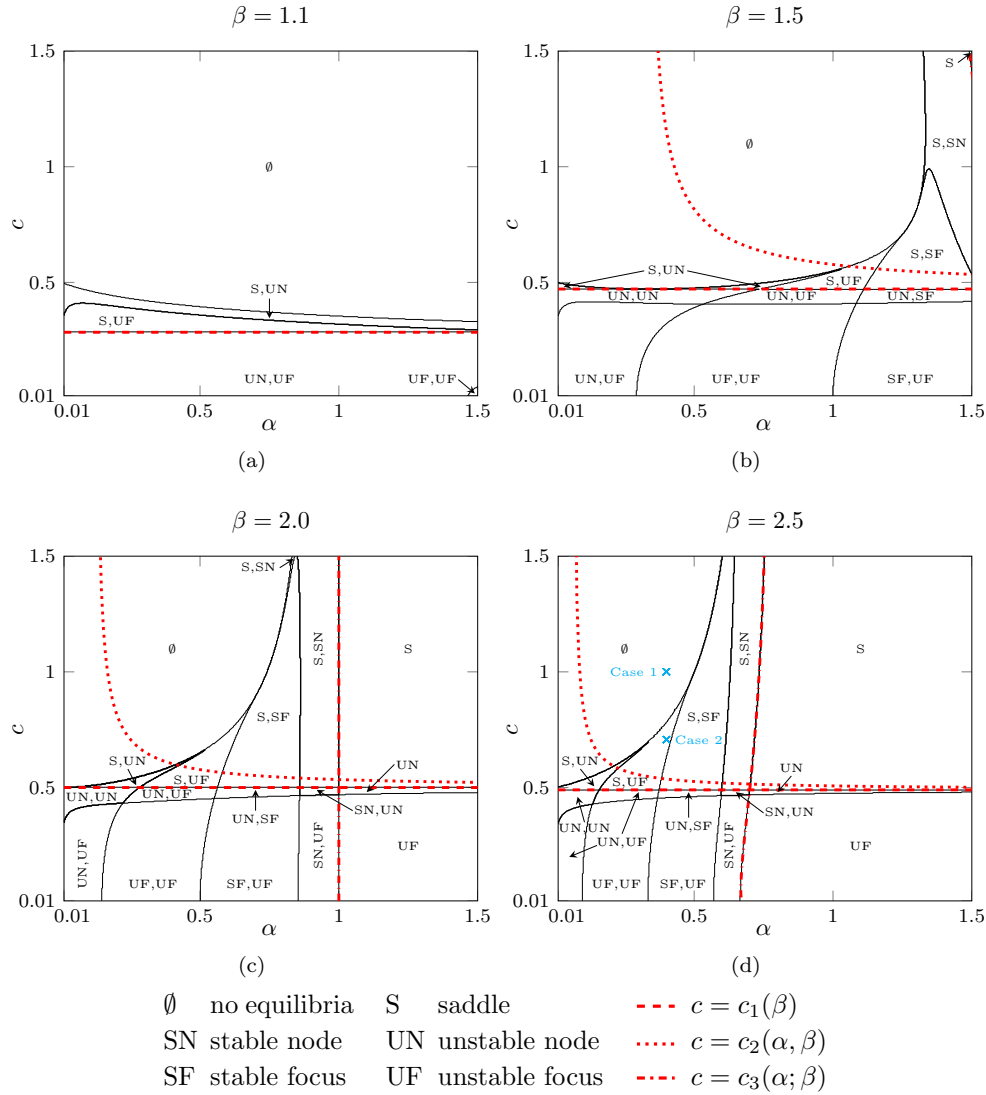 β = 1.1
β = 1.5
1.5
1
0.5
0.01
c
∅
S,UN
S,UF
UN,UF
UF,UF
0.01
0.5
1
1.5
α
(a)
1.5
1
0.5
0.01
c
S
∅
S,SN
S,SF
S,UN
S,UF
UN,UN
UN,UF
UN,SF
UN,UF
UF,UF
SF,UF
0.01
0.5
1
1.5
α
(b)
β = 2.0
β = 2.5
1.5
1
0.5
0.01
c
S,SN
∅
S,SN
S
S,SF
S,UN
S,UF
UN
UN,UN
UN,UF
UN,SF
SN,UN
UN,UF
UF,UF
SF,UF
SN,UF
UF
0.01
0.5
1
1.5
α
(c)
1.5
1
0.5
0.01
c
∅
Case 1
S,SN
S
S,SF
Case 2
S,UN
S,UF
UN
UN,UN
UN,UF
UN,SF
SN,UN
UF,UF
SF,UF
SN,UF
UF
0.01
0.5
1
1.5
α
(d)
∅ no equilibria S saddle c = c₁(β)
SN stable node UN unstable node c = c₂(α, β)
SF stable focus UF unstable focus c = c₃(α; β)